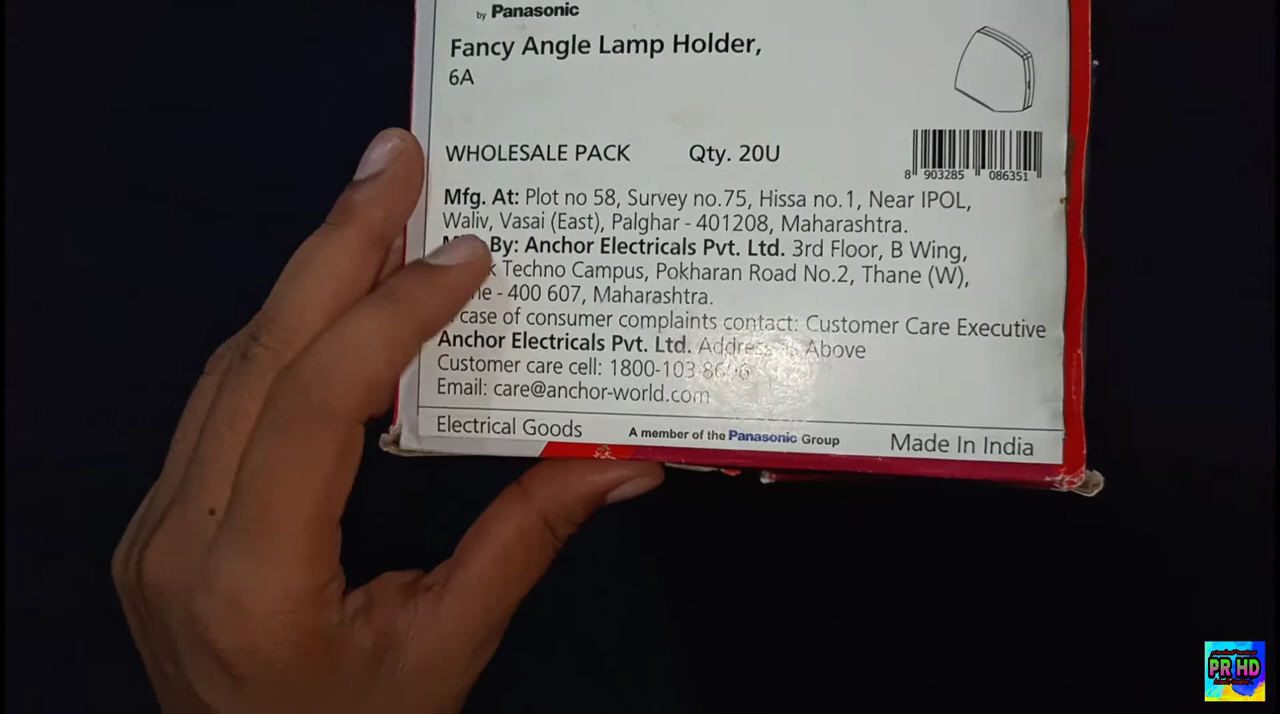 by Panasonic
Fancy Angle Lamp Holder,
6A
WHOLESALE PACK Qty. 20U
8 903285 086351
Mfg. At: Plot no 58, Survey no.75, Hissa no.1, Near IPOL,
Waliv, Vasai (East), Palghar - 401208, Maharashtra.
By: Anchor Electricals Pvt. Ltd. 3rd Floor, B Wing,
Techno Campus, Pokharan Road No.2, Thane (W),
- 400 607, Maharashtra.
case of consumer complaints contact: Customer Care Executive
Anchor Electricals Pvt. Ltd. Address is Above
Customer care cell: 1800-103-
Email: care@anchor-world.com
Electrical Goods A member of the Panasonic Group Made In India
PR HD